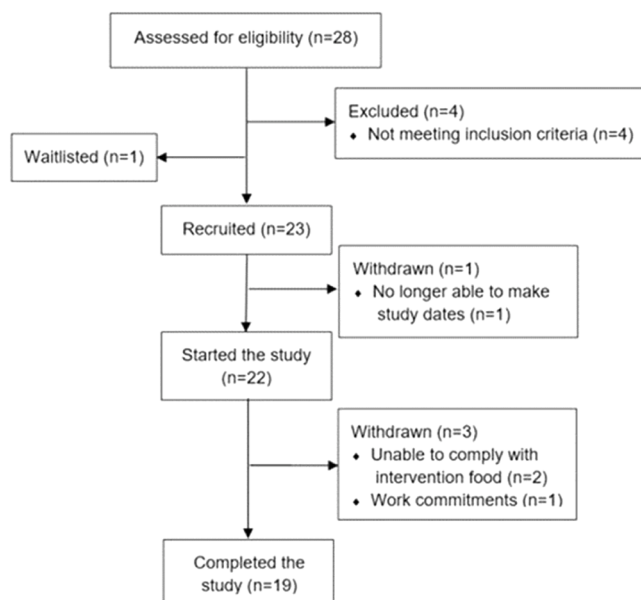 Assessed for eligibility (n=28)
Excluded (n=4)
♦ Not meeting inclusion criteria (n=4)
Waitlisted (n=1)
Recruited (n=23)
Withdrawn (n=1)
♦ No longer able to make
study dates (n=1)
Started the study
(n=22)
Withdrawn (n=3)
♦ Unable to comply with
intervention food (n=2)
♦ Work commitments (n=1)
Completed the
study (n=19)